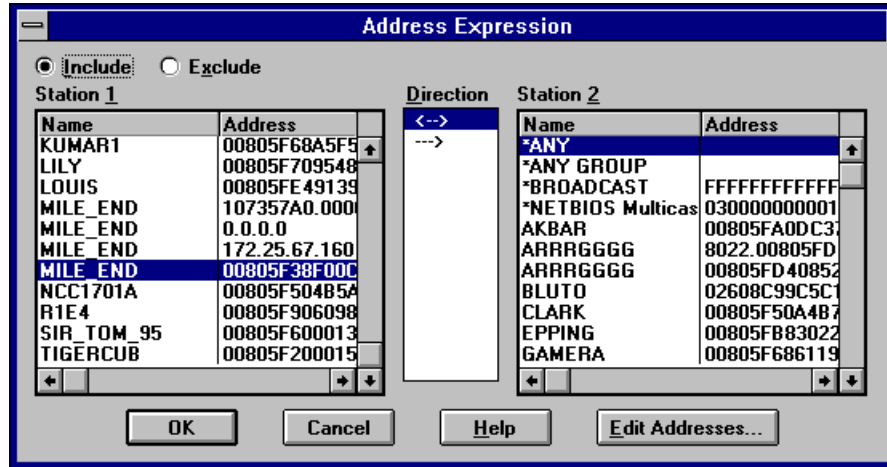 Address Expression
Include Exclude
Station 1 Direction Station 2
Name Address <--> Name Address
KUMAR1 00805F68A5F5 ---> *ANY
LILY 00805F709548 *ANY GROUP
LOUIS 00805FE49139 *BROADCAST FFFFFFFFFFFF
MILE_END 107357A0.000 *NETBIOS Multicas 030000000001
MILE_END 0.0.0.0 AKBAR 00805FA0DC37
MILE_END 172.25.67.160 ARRRGGGG 8022.00805FD
MILE_END 00805F38F00C ARRRGGGG 00805FD40852
NCC1701A 00805F504B5A BLUTO 02608C99C5C1
R1E4 00805F906098 CLARK 00805F50A4B7
SIR_TOM_95 00805F600013 EPPING 00805FB83022
TIGERCUB 00805F200015 GAMERA 00805F686119
OK Cancel Help Edit Addresses...